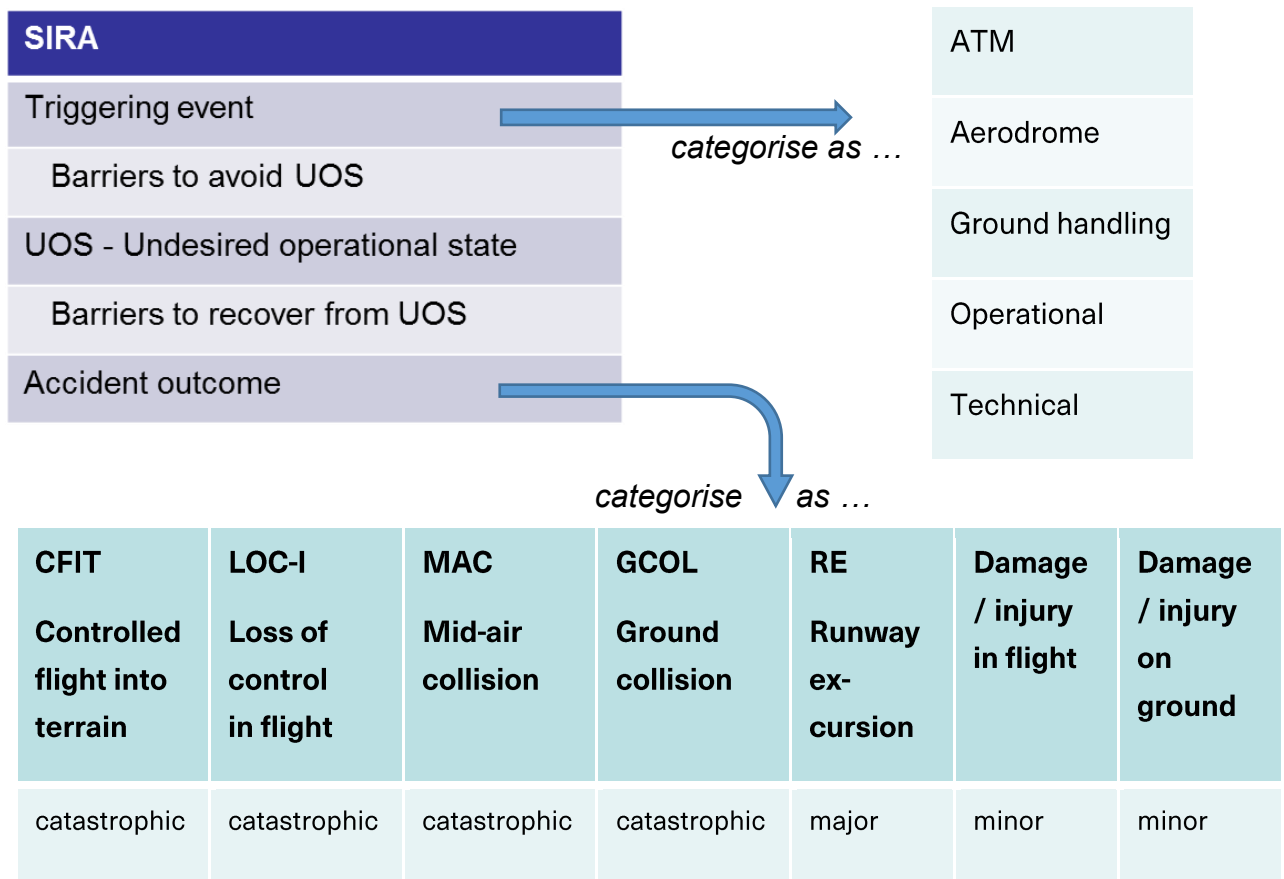 SIRA
Triggering event
Barriers to avoid UOS
UOS - Undesired operational state
Barriers to recover from UOS
Accident outcome
categorise as …
ATM
Aerodrome
Ground handling
Operational
Technical
categorise as …
CFIT
Controlled
flight into
terrain
LOC-I
Loss of
control
in flight
MAC
Mid-air
collision
GCOL
Ground
collision
RE
Runway
ex-
cursion
Damage
/ injury
in flight
Damage
/ injury
on
ground
catastrophic
catastrophic
catastrophic
catastrophic
major
minor
minor